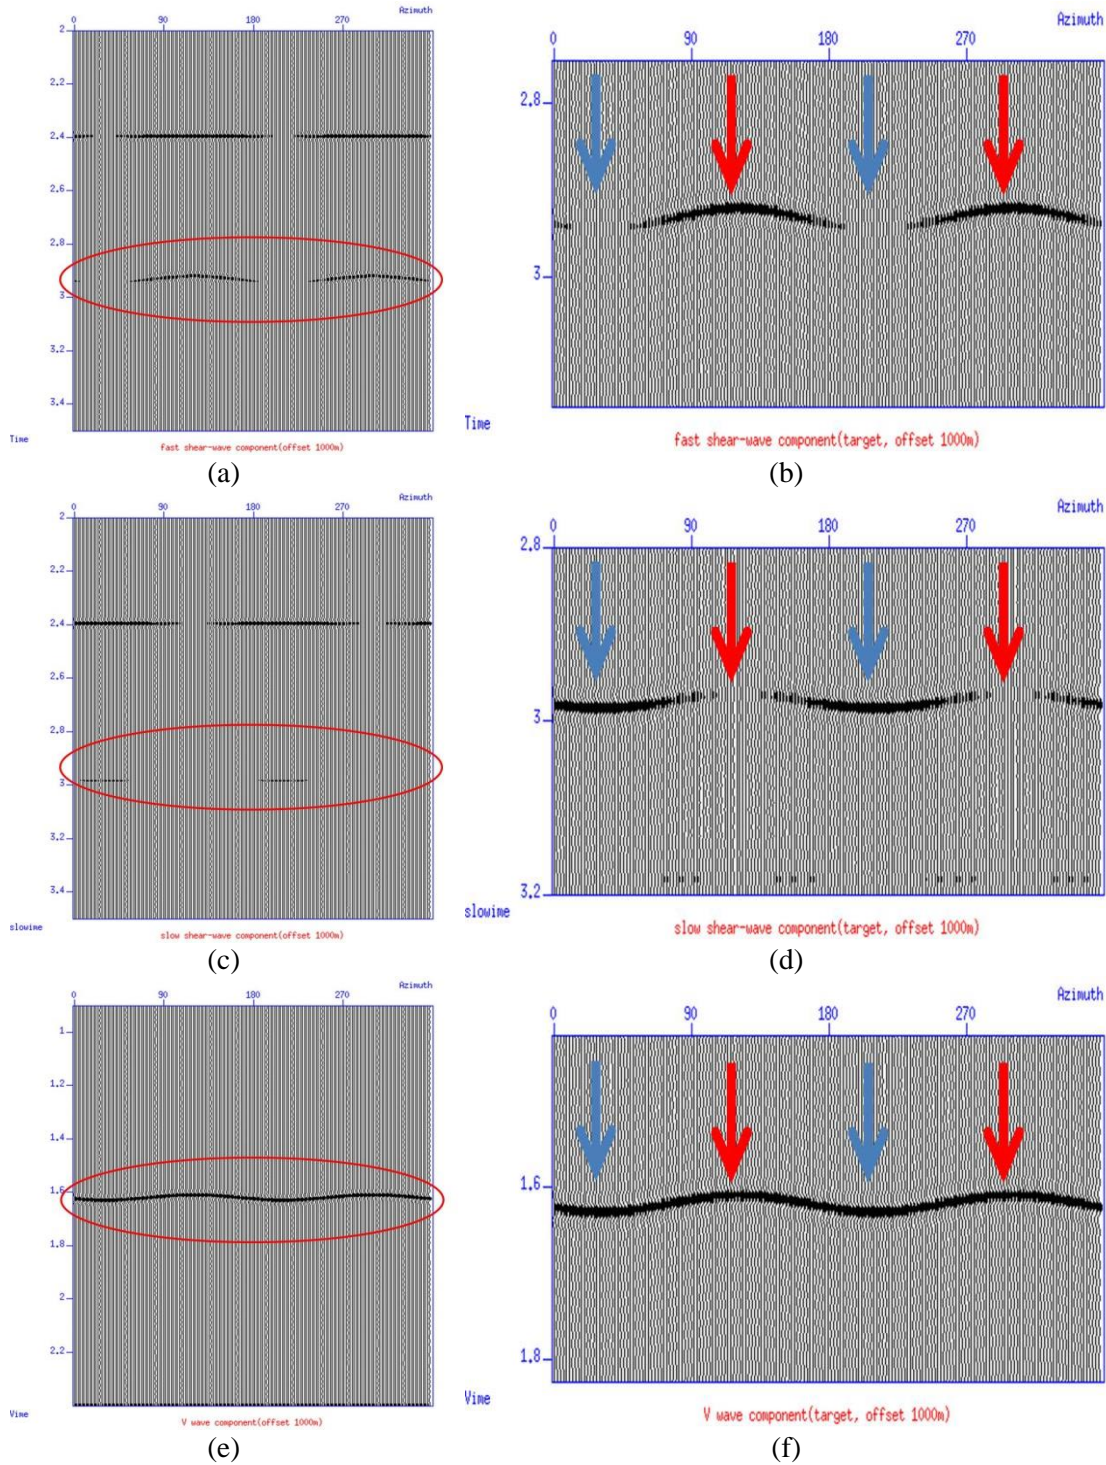 Azimuth
0 90 180 270
2
2.2
2.4
2.6
2.8
3
3.2
3.4
Time
fast shear-wave component(offset 1000m)
(a)
Azimuth
0 90 180 270
2.8
3
Time
fast shear-wave component(target, offset 1000m)
(b)
Azimuth
0 90 180 270
2
2.2
2.4
2.6
2.8
3
3.2
3.4
slowime
slow shear-wave component(offset 1000m)
(c)
Azimuth
0 90 180 270
2.8
3
3.2
slowime
slow shear-wave component(target, offset 1000m)
(d)
Azimuth
0 90 180 270
1
1.2
1.4
1.6
1.8
2
2.2
Vime
V wave component(offset 1000m)
(e)
Azimuth
0 90 180 270
1.6
1.8
Vime
V wave component(target, offset 1000m)
(f)